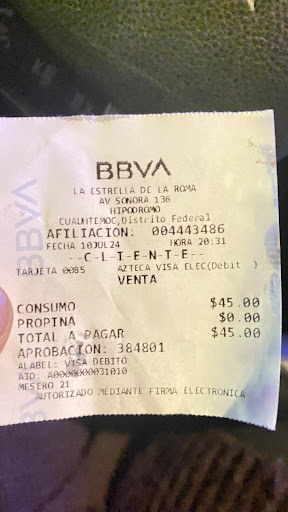 BBVA
LA ESTRELLA DE LA ROMA
AV SONORA 136
HIPODROMO
CUAUHTEMOC,Distrito Federal
AFILIACION: 004443486
FECHA 10JUL24 HORA 20:31
--C-L-I-E-N-T-E--
TARJETA 0085 AZTECA VISA ELEC(Debit )
VENTA
CONSUMO $45.00
PROPINA $0.00
TOTAL A PAGAR $45.00
APROBACION: 384801
ALABEL: VISA DEBITO
AID: A0000000031010
MESERO 21
AUTORIZADO MEDIANTE FIRMA ELECTRONICA
BBVA